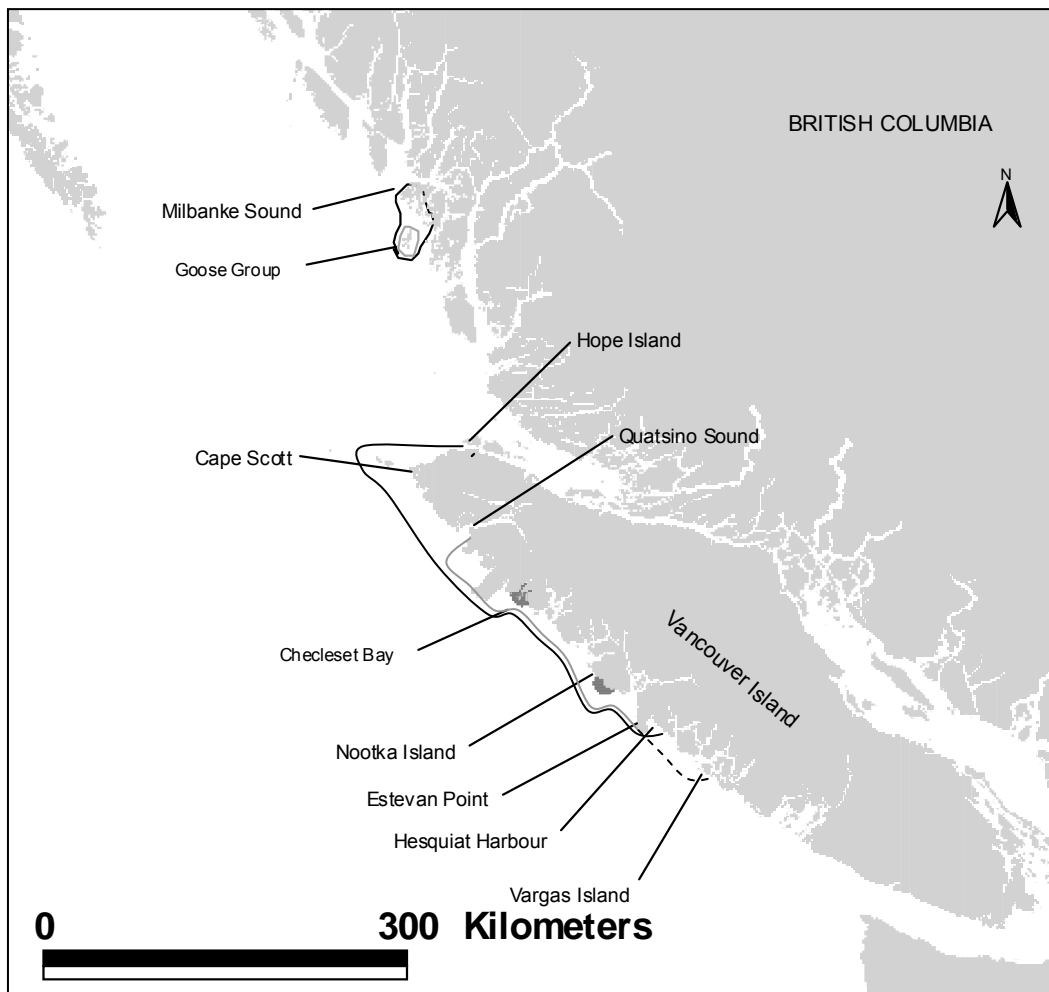 BRITISH COLUMBIA
N
Milbanke Sound
Goose Group
Hope Island
Quatsino Sound
Cape Scott
Vancouver Island
Checleset Bay
Nootka Island
Estevan Point
Hesquiat Harbour
Vargas Island
0 300 Kilometers